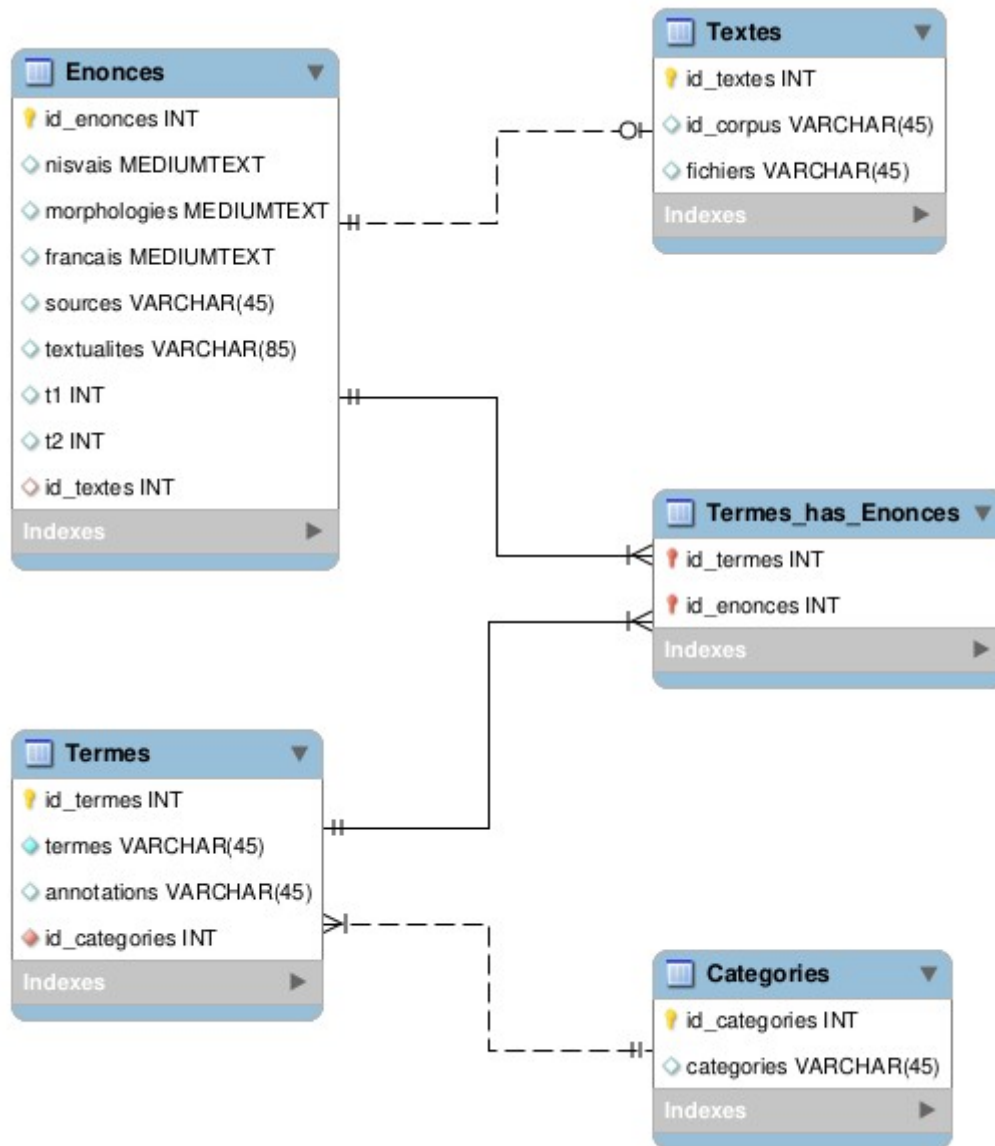 Enonces
id_enonces INT
nisvais MEDIUMTEXT
morphologies MEDIUMTEXT
francais MEDIUMTEXT
sources VARCHAR(45)
textualites VARCHAR(85)
t1 INT
t2 INT
id_textes INT
Indexes
Textes
id_textes INT
id_corpus VARCHAR(45)
fichiers VARCHAR(45)
Indexes
Termes_has_Enonces
id_termes INT
id_enonces INT
Indexes
Termes
id_termes INT
termes VARCHAR(45)
annotations VARCHAR(45)
id_categories INT
Indexes
Categories
id_categories INT
categories VARCHAR(45)
Indexes